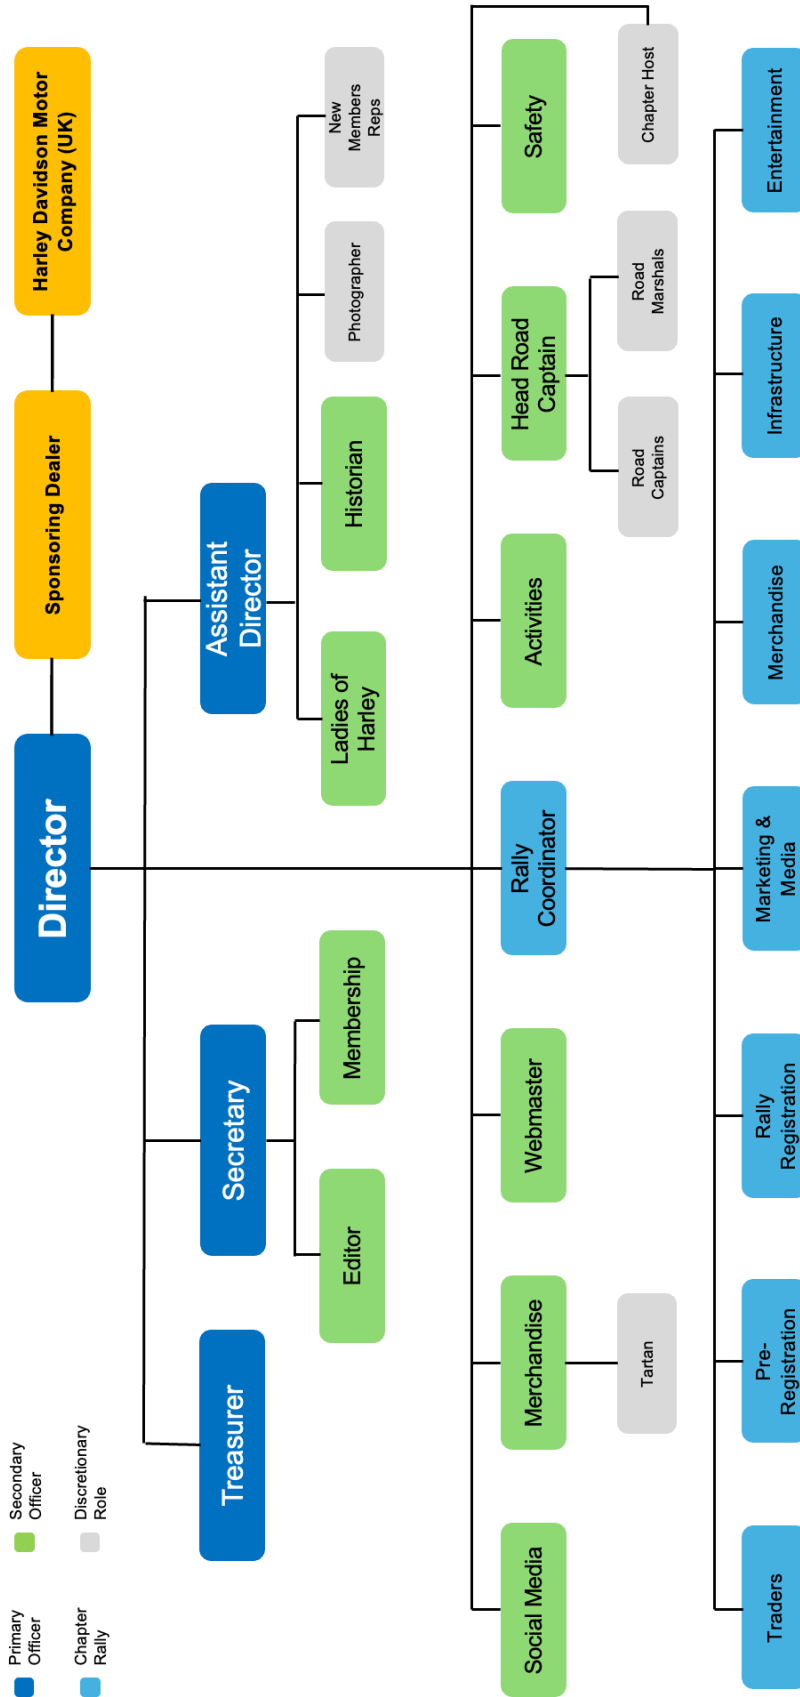 Primary
Officer
Secondary
Officer
Chapter
Rally
Discretionary
Role
Director
Sponsoring Dealer
Harley Davidson Motor
Company (UK)
Treasurer
Secretary
Assistant
Director
Editor
Membership
Ladies of
Harley
Historian
Photographer
New
Members
Reps
Social Media
Merchandise
Webmaster
Rally
Coordinator
Activities
Head Road
Captain
Safety
Tartan
Road
Captains
Road
Marshals
Chapter Host
Traders
Pre-
Registration
Rally
Registration
Marketing &
Media
Merchandise
Infrastructure
Entertainment